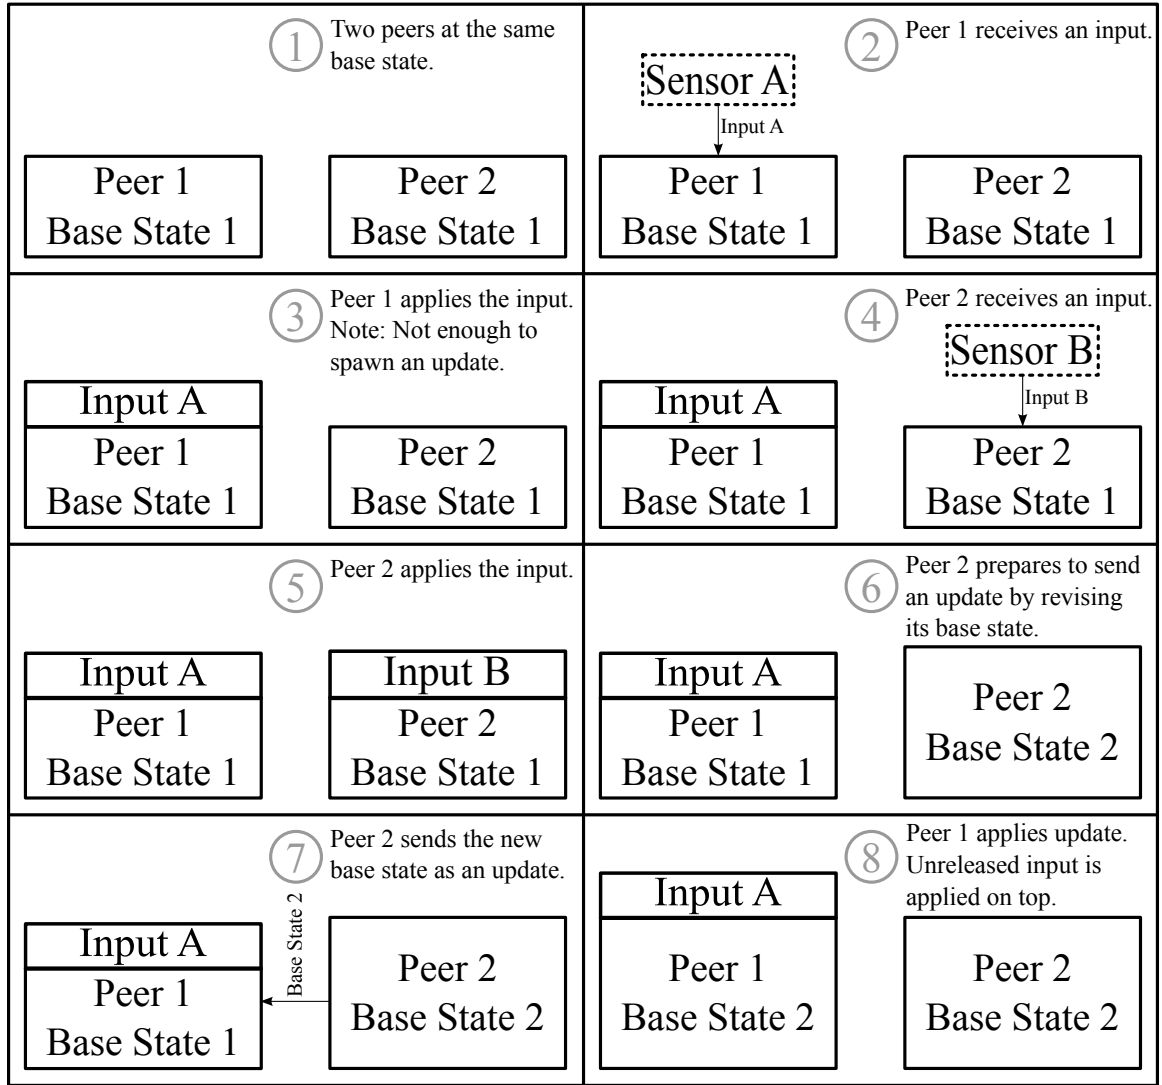 1
Two peers at the same
base state.
Peer 1
Base State 1
Peer 2
Base State 1
2
Peer 1 receives an input.
Sensor A
Input A
Peer 1
Base State 1
Peer 2
Base State 1
3
Peer 1 applies the input.
Note: Not enough to
spawn an update.
Input A
Peer 1
Base State 1
Peer 2
Base State 1
4
Peer 2 receives an input.
Sensor B
Input B
Input A
Peer 1
Base State 1
Peer 2
Base State 1
5
Peer 2 applies the input.
Input A
Peer 1
Base State 1
Input B
Peer 2
Base State 1
6
Peer 2 prepares to send
an update by revising
its base state.
Input A
Peer 1
Base State 1
Peer 2
Base State 2
7
Peer 2 sends the new
base state as an update.
Input A
Peer 1
Base State 1
Base State 2
Peer 2
Base State 2
8
Peer 1 applies update.
Unreleased input is
applied on top.
Input A
Peer 1
Base State 2
Peer 2
Base State 2